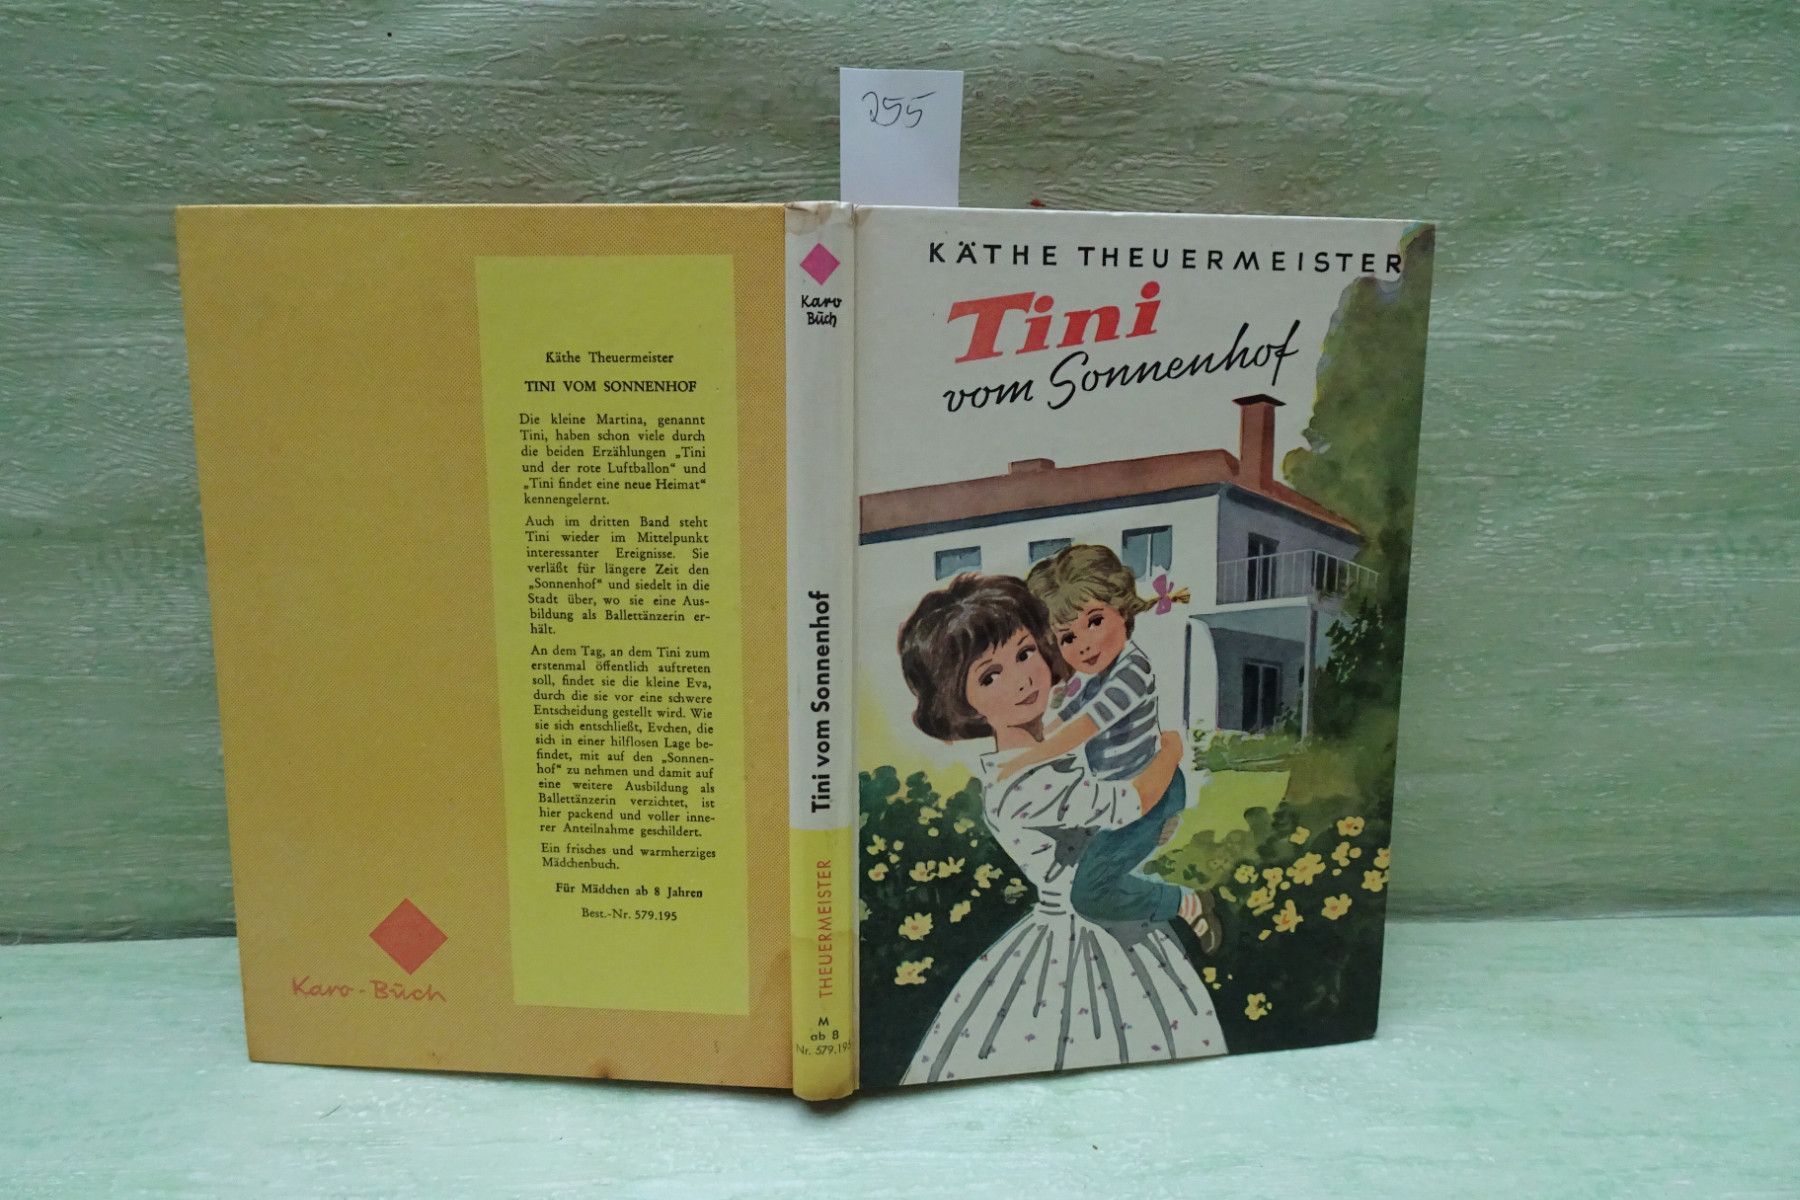 255
Käthe Theuermeister
TINI VOM SONNENHOF
Die kleine Martina, genannt
Tini, haben schon viele durch
die beiden Erzählungen „Tini
und der rote Luftballon“ und
„Tini findet eine neue Heimat“
kennengelernt.
Auch im dritten Band steht
Tini wieder im Mittelpunkt
interessanter Ereignisse. Sie
verläßt für längere Zeit den
„Sonnenhof“ und siedelt in die
Stadt über, wo sie eine Aus-
bildung als Ballettänzerin er-
hält.
An dem Tag, an dem Tini zum
erstenmal öffentlich auftreten
soll, findet sie die kleine Eva,
durch die sie vor eine schwere
Entscheidung gestellt wird. Wie
sie sich entschließt, Evchen, die
sich in einer hilflosen Lage be-
findet, mit auf den „Sonnen-
hof“ zu nehmen und damit auf
eine weitere Ausbildung als
Ballettänzerin verzichtet, ist
hier packend und voller inne-
rer Anteilnahme geschildert.
Ein frisches und warmherziges
Mädchenbuch.
Für Mädchen ab 8 Jahren
Best.-Nr. 579.195
Karo-Buch
Karo
Buch
Tini vom Sonnenhof
THEUERMEISTER
M
ab 8
Nr. 579.195
KÄTHE THEUERMEISTER
Tini
vom Sonnenhof